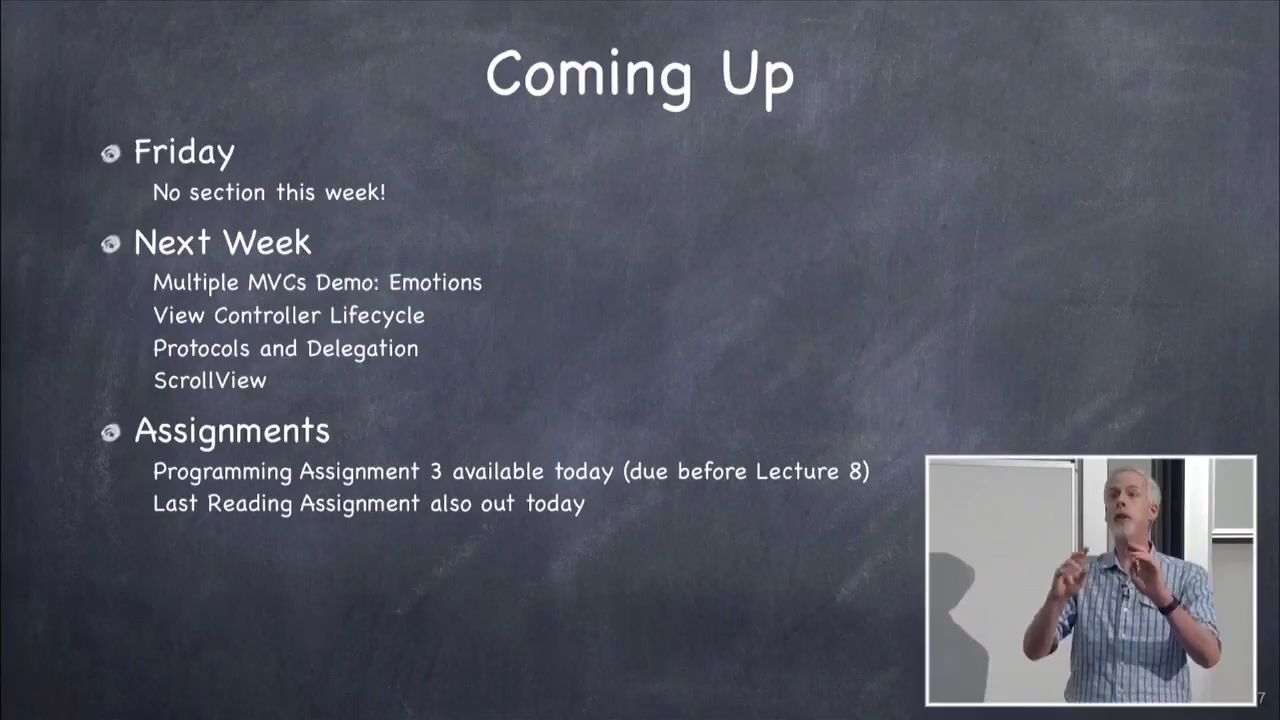 Coming Up
Friday
No section this week!
Next Week
Multiple MVCs Demo: Emotions
View Controller Lifecycle
Protocols and Delegation
ScrollView
Assignments
Programming Assignment 3 available today (due before Lecture 8)
Last Reading Assignment also out today